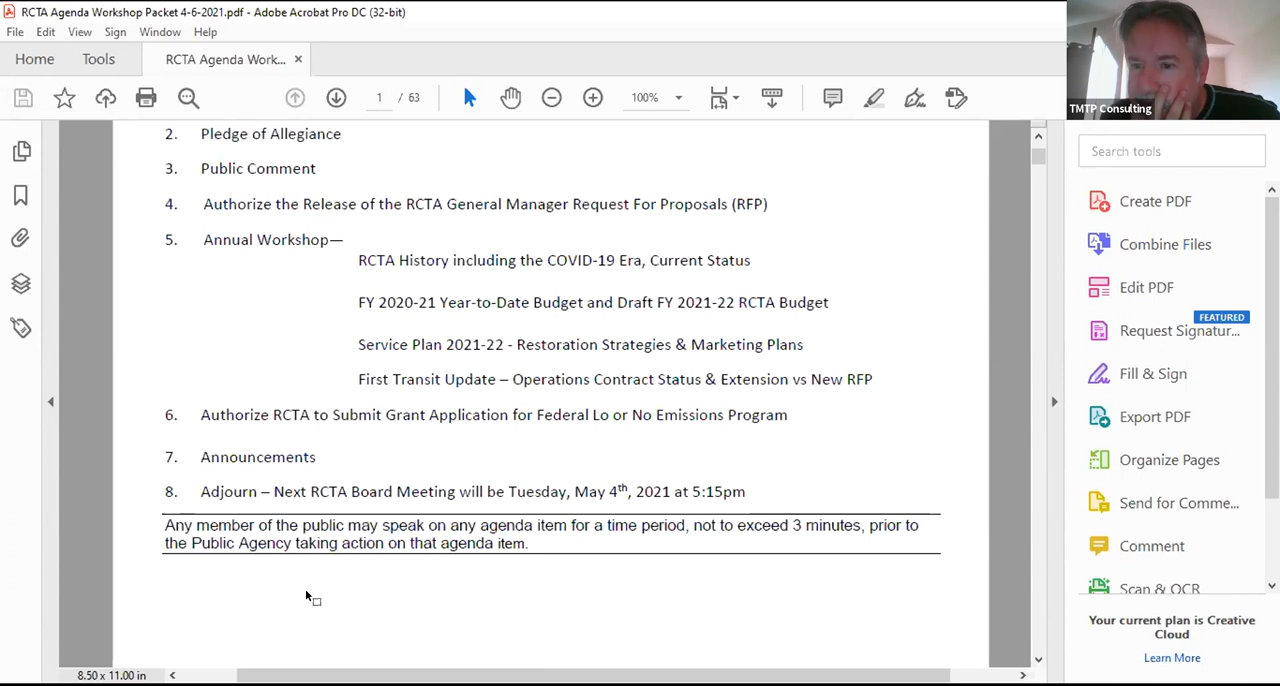 RCTA Agenda Workshop Packet 4-6-2021.pdf - Adobe Acrobat Pro DC (32-bit)
File Edit View Sign Window Help
Home Tools RCTA Agenda Work... ×
1 / 63 100%
2. Pledge of Allegiance
3. Public Comment
4. Authorize the Release of the RCTA General Manager Request For Proposals (RFP)
5. Annual Workshop—
RCTA History including the COVID-19 Era, Current Status
FY 2020-21 Year-to-Date Budget and Draft FY 2021-22 RCTA Budget
Service Plan 2021-22 - Restoration Strategies & Marketing Plans
First Transit Update – Operations Contract Status & Extension vs New RFP
6. Authorize RCTA to Submit Grant Application for Federal Lo or No Emissions Program
7. Announcements
8. Adjourn – Next RCTA Board Meeting will be Tuesday, May 4th, 2021 at 5:15pm
Any member of the public may speak on any agenda item for a time period, not to exceed 3 minutes, prior to
the Public Agency taking action on that agenda item.
8.50 x 11.00 in
TMTP Consulting
Search tools
Create PDF
Combine Files
Edit PDF
FEATURED
Request Signatur...
Fill & Sign
Export PDF
Organize Pages
Send for Comme...
Comment
Scan & OCR
Your current plan is Creative
Cloud
Learn More